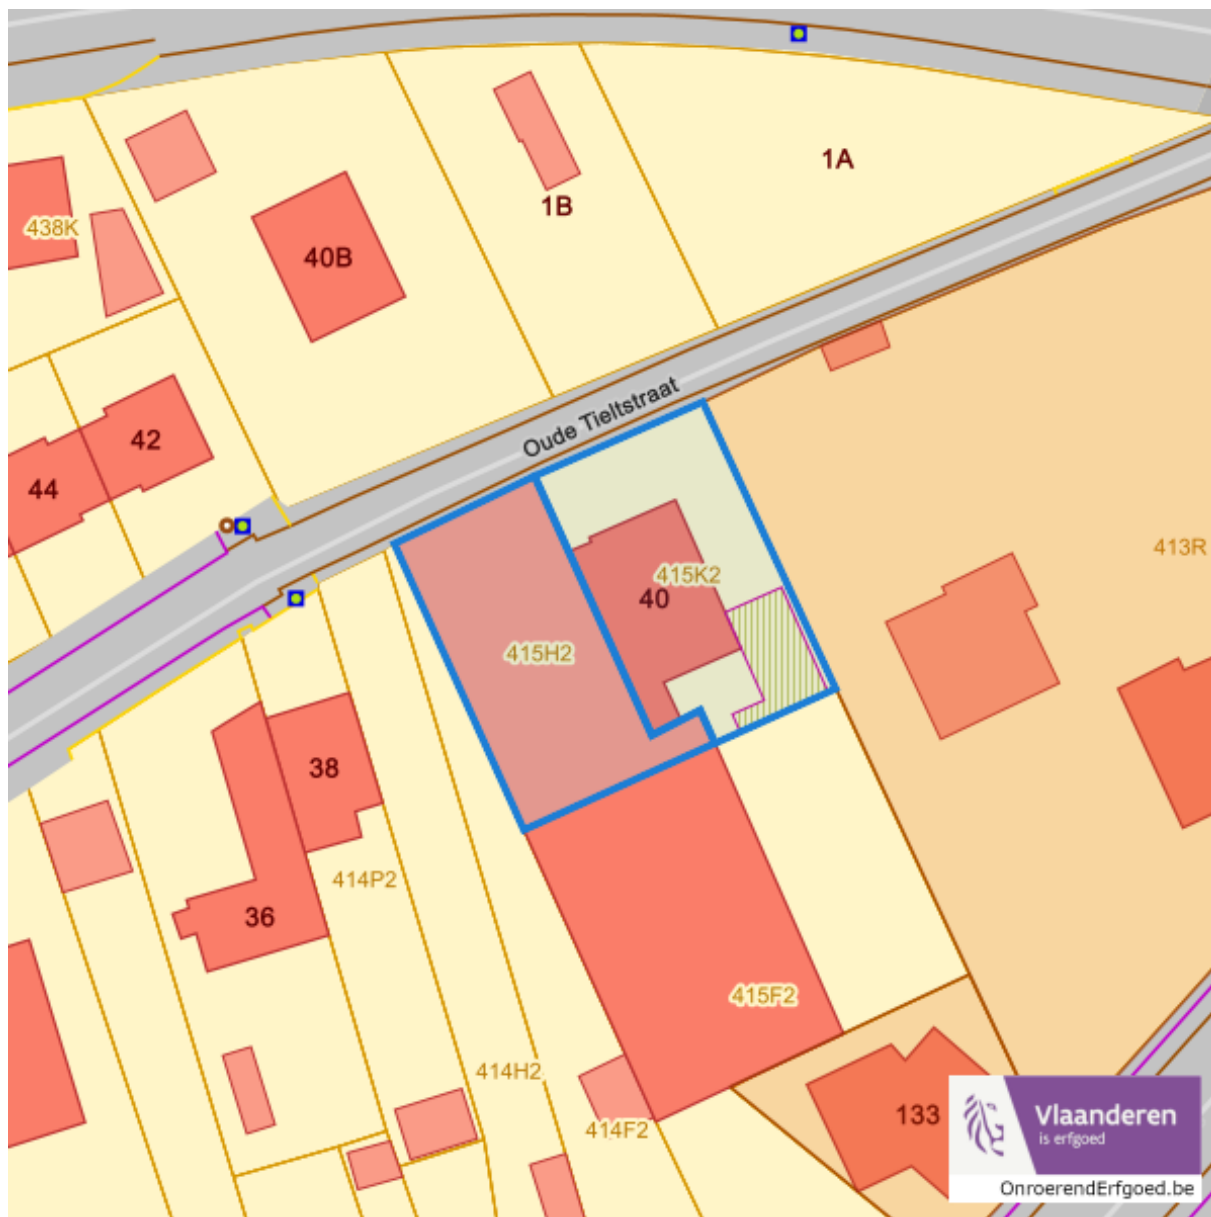 1A
1B
438K
40B
Oude Tieltstraat
42
44
413R
415K2
40
415H2
38
414P2
36
415F2
414H2
133
414F2
Vlaanderen
is erfgoed
OnroerendErfgoed.be